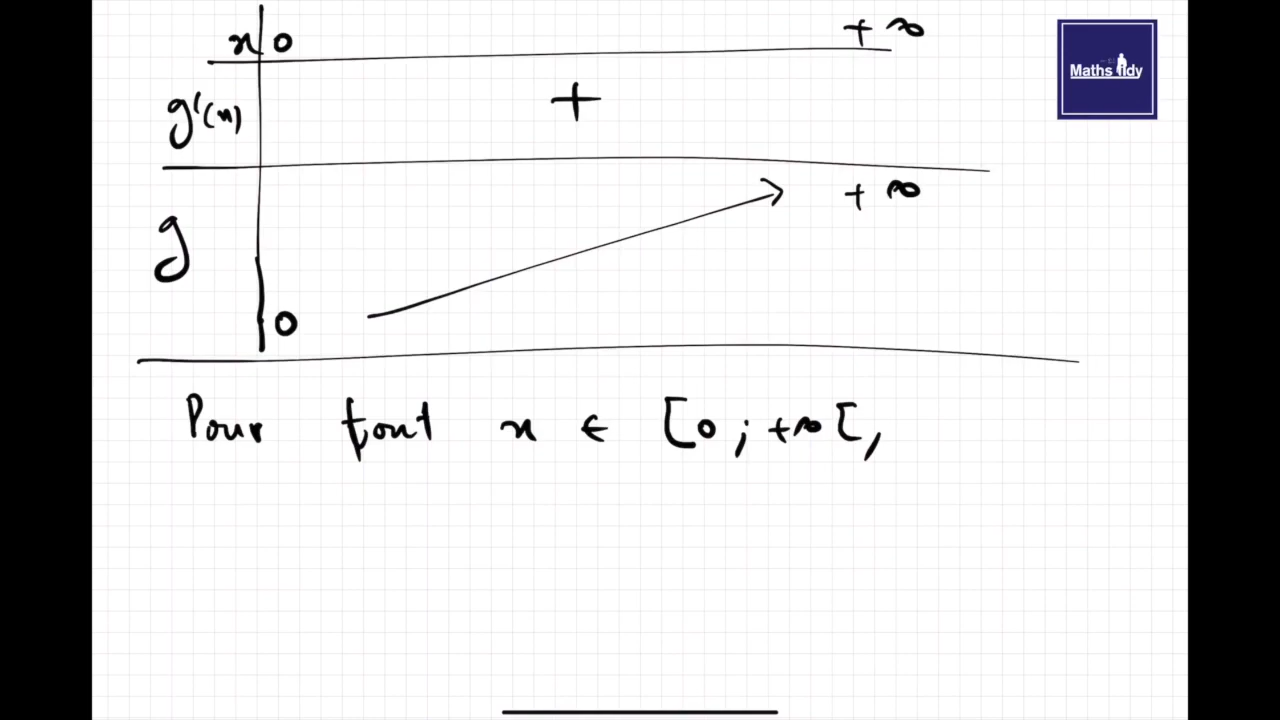 x 0 +∞
Maths Tidy
g'(x) +
+∞
g
0
Pour tout x ∈ [0 ; +∞[,